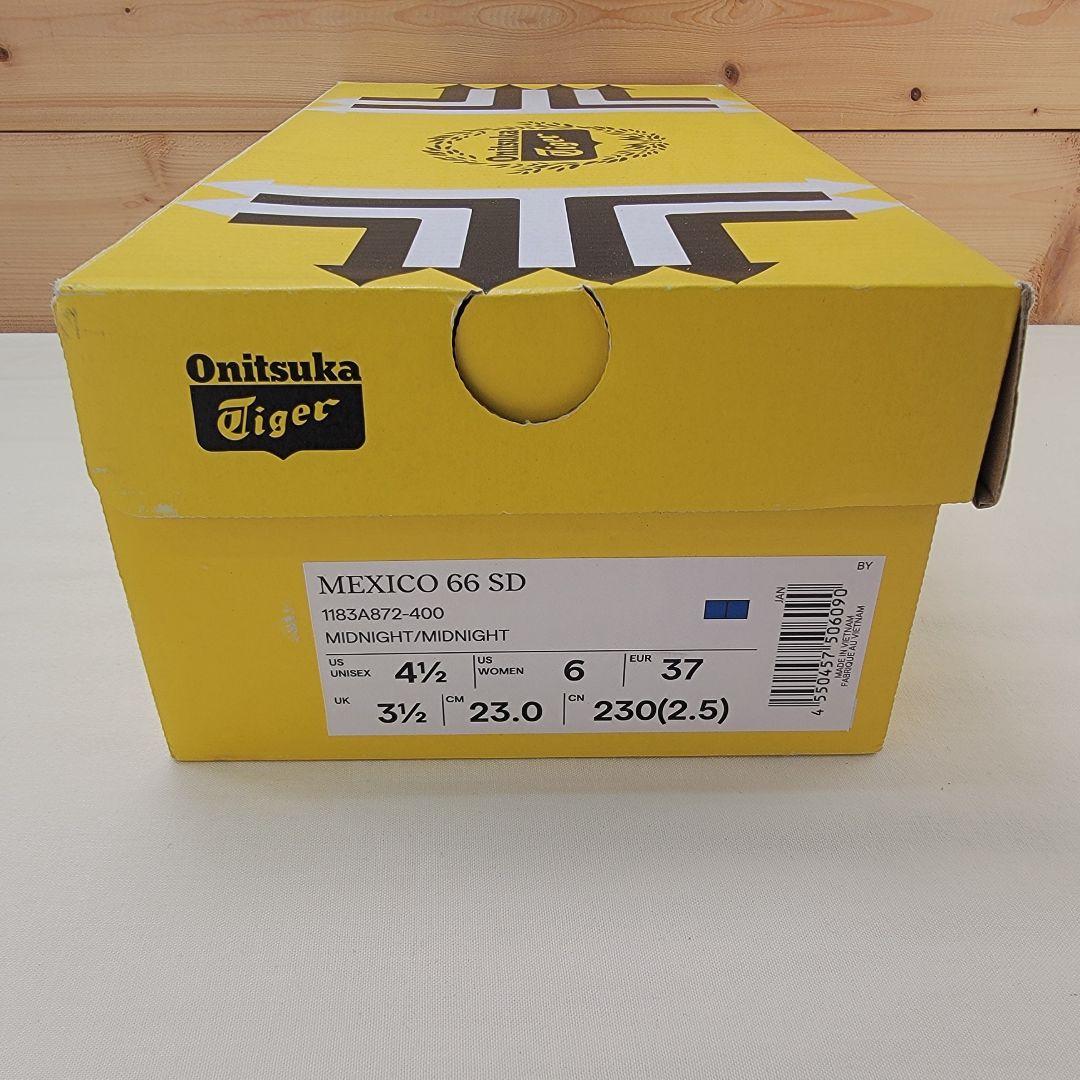 Onitsuka
Tiger
Onitsuka
Tiger
MEXICO 66 SD
BY
1183A872-400
MIDNIGHT/MIDNIGHT
US UNISEX 4½ US WOMEN 6 EUR 37
UK 3½ CM 23.0 CN 230(2.5)
JAN
4 550457 506090
MADE IN VIETNAM
FABRIQUÉ AU VIETNAM